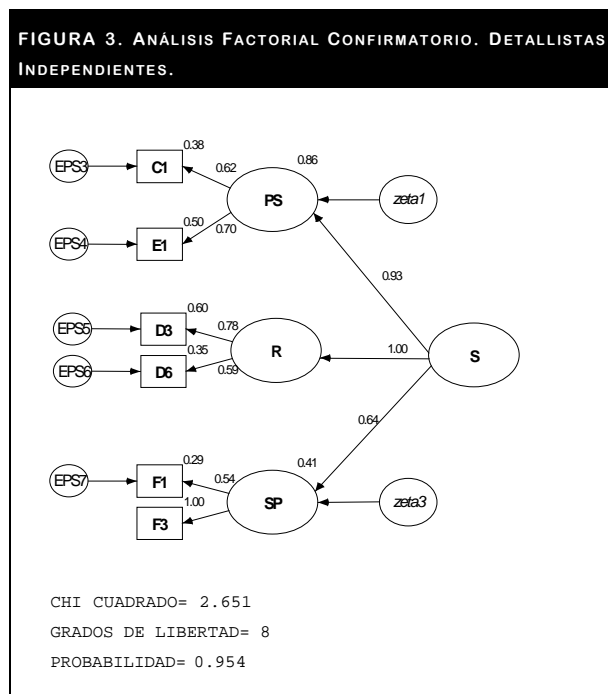 FIGURA 3. ANÁLISIS FACTORIAL CONFIRMATORIO. DETALLISTAS
INDEPENDIENTES.
0.38
EPS3 C1 0.62 0.86
PS zeta1
0.50 0.70
EPS4 E1
0.93
0.60
EPS5 D3 0.78
R 1.00 S
0.35
EPS6 D6 0.59
0.64
0.29 0.41
EPS7 F1 0.54
SP zeta3
1.00
F3
CHI CUADRADO= 2.651
GRADOS DE LIBERTAD= 8
PROBABILIDAD= 0.954